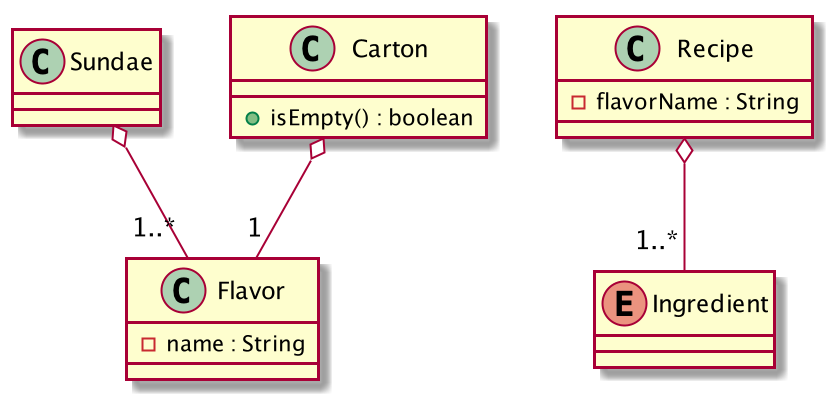 C Sundae
C Carton
isEmpty() : boolean
C Recipe
flavorName : String
1..*
1
1..*
C Flavor
name : String
E Ingredient